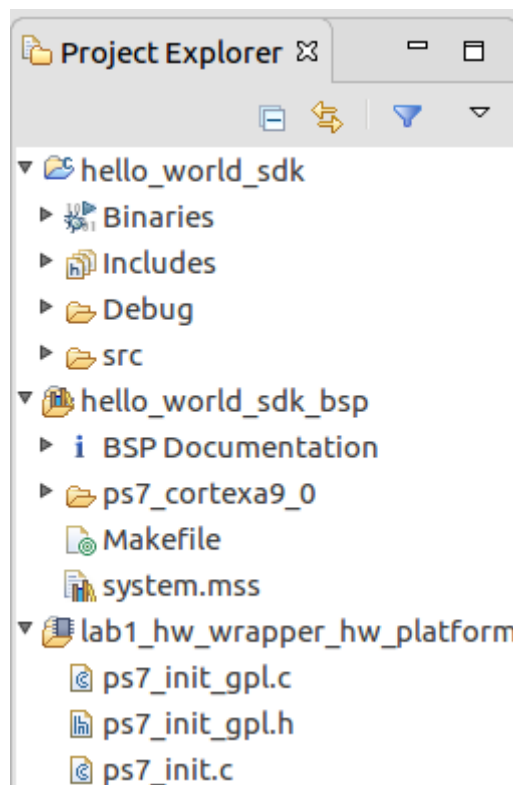 Project Explorer
hello_world_sdk
Binaries
Includes
Debug
src
hello_world_sdk_bsp
BSP Documentation
ps7_cortexa9_0
Makefile
system.mss
lab1_hw_wrapper_hw_platform
ps7_init_gpl.c
ps7_init_gpl.h
ps7_init.c